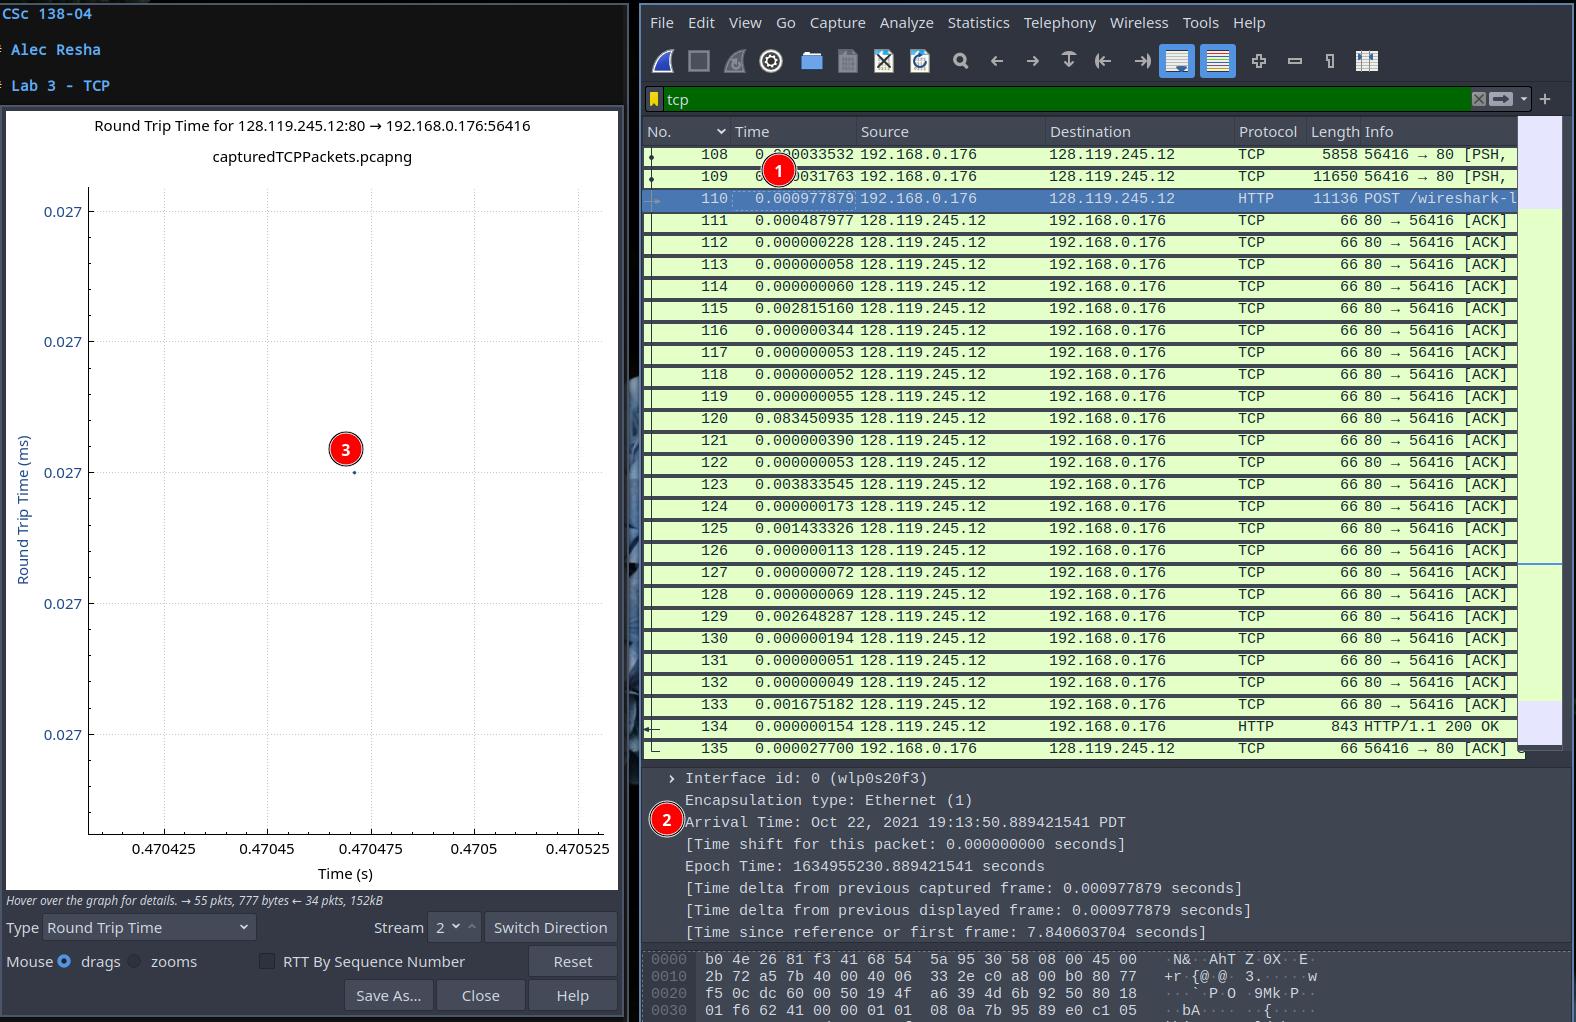 CSc 138-04
# Alec Resha
# Lab 3 - TCP
Round Trip Time for 128.119.245.12:80 → 192.168.0.176:56416
capturedTCPPackets.pcapng
0.027
0.027
0.027
0.027
0.027
Round Trip Time (ms)
3
0.470425 0.47045 0.470475 0.4705 0.470525
Time (s)
Hover over the graph for details. → 55 pkts, 777 bytes ← 34 pkts, 152kB
Type Round Trip Time Stream 2 Switch Direction
Mouse drags zooms RTT By Sequence Number Reset
Save As... Close Help
File Edit View Go Capture Analyze Statistics Telephony Wireless Tools Help
tcp
No. Time Source Destination Protocol Length Info
1
108 0.000033532 192.168.0.176 128.119.245.12 TCP 5858 56416 → 80 [PSH,
109 0.000031763 192.168.0.176 128.119.245.12 TCP 11650 56416 → 80 [PSH,
110 0.000977879 192.168.0.176 128.119.245.12 HTTP 11136 POST /wireshark-l
111 0.000487977 128.119.245.12 192.168.0.176 TCP 66 80 → 56416 [ACK]
112 0.000000228 128.119.245.12 192.168.0.176 TCP 66 80 → 56416 [ACK]
113 0.000000058 128.119.245.12 192.168.0.176 TCP 66 80 → 56416 [ACK]
114 0.000000060 128.119.245.12 192.168.0.176 TCP 66 80 → 56416 [ACK]
115 0.002815160 128.119.245.12 192.168.0.176 TCP 66 80 → 56416 [ACK]
116 0.000000344 128.119.245.12 192.168.0.176 TCP 66 80 → 56416 [ACK]
117 0.000000053 128.119.245.12 192.168.0.176 TCP 66 80 → 56416 [ACK]
118 0.000000052 128.119.245.12 192.168.0.176 TCP 66 80 → 56416 [ACK]
119 0.000000055 128.119.245.12 192.168.0.176 TCP 66 80 → 56416 [ACK]
120 0.083450935 128.119.245.12 192.168.0.176 TCP 66 80 → 56416 [ACK]
121 0.000000390 128.119.245.12 192.168.0.176 TCP 66 80 → 56416 [ACK]
122 0.000000053 128.119.245.12 192.168.0.176 TCP 66 80 → 56416 [ACK]
123 0.003833545 128.119.245.12 192.168.0.176 TCP 66 80 → 56416 [ACK]
124 0.000000173 128.119.245.12 192.168.0.176 TCP 66 80 → 56416 [ACK]
125 0.001433326 128.119.245.12 192.168.0.176 TCP 66 80 → 56416 [ACK]
126 0.000000113 128.119.245.12 192.168.0.176 TCP 66 80 → 56416 [ACK]
127 0.000000072 128.119.245.12 192.168.0.176 TCP 66 80 → 56416 [ACK]
128 0.000000069 128.119.245.12 192.168.0.176 TCP 66 80 → 56416 [ACK]
129 0.002648287 128.119.245.12 192.168.0.176 TCP 66 80 → 56416 [ACK]
130 0.000000194 128.119.245.12 192.168.0.176 TCP 66 80 → 56416 [ACK]
131 0.000000051 128.119.245.12 192.168.0.176 TCP 66 80 → 56416 [ACK]
132 0.000000049 128.119.245.12 192.168.0.176 TCP 66 80 → 56416 [ACK]
133 0.001675182 128.119.245.12 192.168.0.176 TCP 66 80 → 56416 [ACK]
134 0.000000154 128.119.245.12 192.168.0.176 HTTP 843 HTTP/1.1 200 OK
135 0.000027700 192.168.0.176 128.119.245.12 TCP 66 56416 → 80 [ACK]
Interface id: 0 (wlp0s20f3)
Encapsulation type: Ethernet (1)
2
Arrival Time: Oct 22, 2021 19:13:50.889421541 PDT
[Time shift for this packet: 0.000000000 seconds]
Epoch Time: 1634955230.889421541 seconds
[Time delta from previous captured frame: 0.000977879 seconds]
[Time delta from previous displayed frame: 0.000977879 seconds]
[Time since reference or first frame: 7.840603704 seconds]
0000 b0 4e 26 81 f3 41 68 54 5a 95 30 58 08 00 45 00 ·N&··AhT Z·0X··E·
0010 2b 72 a5 7b 40 00 40 06 33 2e c0 a8 00 b0 80 77 +r·{@·@· 3.·····w
0020 f5 0c dc 60 00 50 19 4f a6 39 4d 6b 92 50 80 18 ···`·P·O ·9Mk·P··
0030 01 f6 62 41 00 00 01 01 08 0a 7b 95 89 e0 c1 05 ··bA···· ··{·····